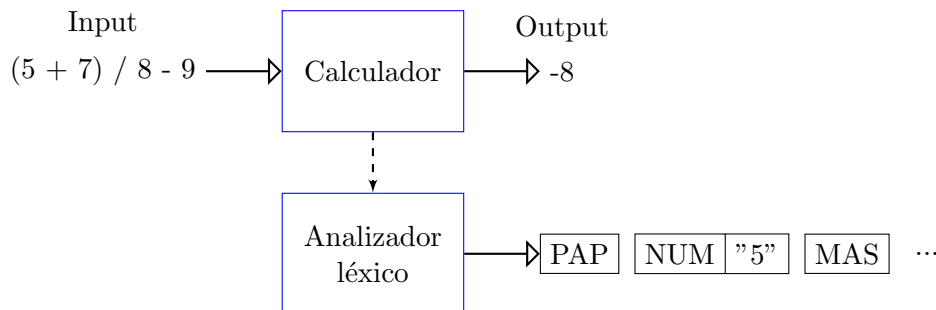 Input
(5 + 7) / 8 - 9
Calculador
Output
-8
Analizador
léxico
PAP NUM ”5” MAS ...